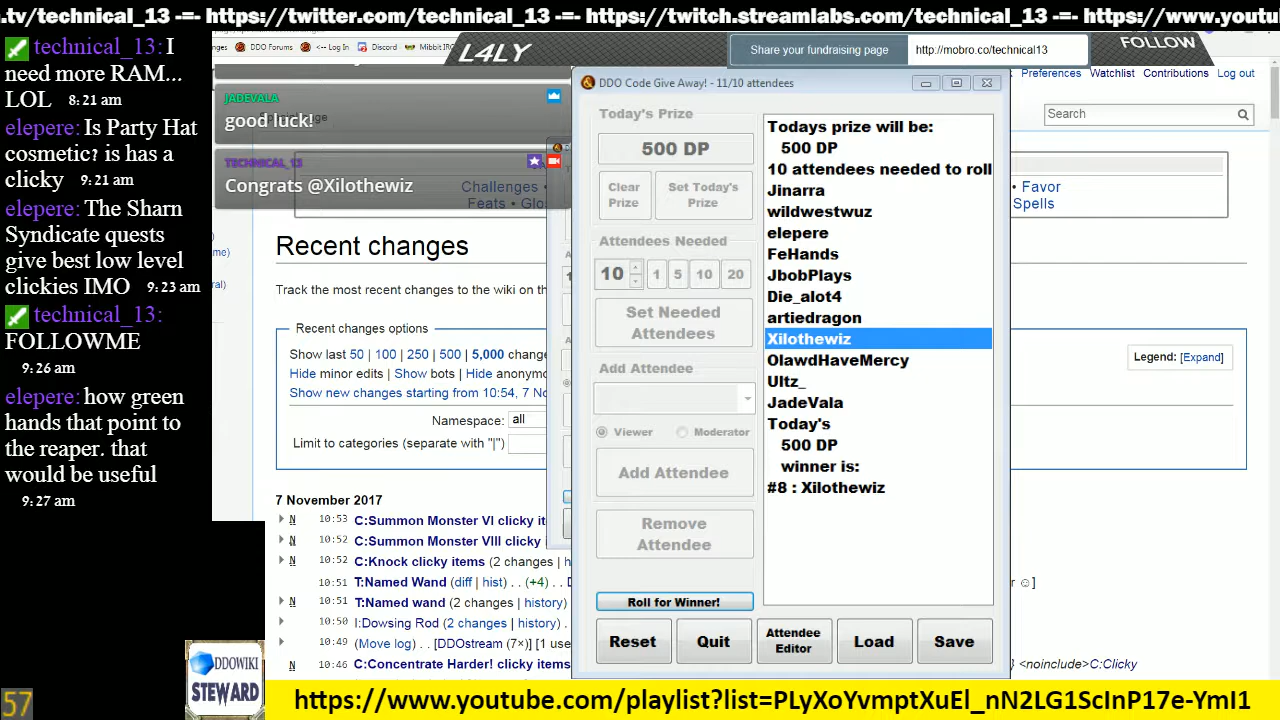 .tv/technical_13 -=- https://twitter.com/technical_13 -=- https://twitch.streamlabs.com/technical_13 -=- https://www.youtu
technical_13: I
need more RAM...
LOL 8:21 am
elepere: Is Party Hat
cosmetic? is has a
clicky 9:21 am
elepere: The Sharn
Syndicate quests
give best low level
clickies IMO 9:23 am
technical_13:
FOLLOWME
9:26 am
elepere: how green
hands that point to
the reaper. that
would be useful
9:27 am
57
DDO Forums <-- Log In Discord Mibbit IRC
L4LY
Share your fundraising page http://mobro.co/technical13
FOLLOW
Preferences Watchlist Contributions Log out
Search
JADEVALA
good luck!
TECHNICAL_13
Congrats @Xilothewiz
Challenges
Feats • Glo
• Favor
Spells
Recent changes
Track the most recent changes to the wiki on th
Recent changes options
Show last 50 | 100 | 250 | 500 | 5,000 change
Hide minor edits | Show bots | Hide anonym
Show new changes starting from 10:54, 7 No
Namespace: all
Limit to categories (separate with "|")
Legend: [Expand]
7 November 2017
N 10:53 C:Summon Monster VI clicky it
N 10:52 C:Summon Monster VIII clicky
N 10:52 C:Knock clicky items (2 changes | h
10:51 T:Named Wand (diff | hist) . . (+4) . .
N 10:51 T:Named wand (2 changes | history)
10:50 I:Dowsing Rod (2 changes | history)
10:49 (Move log) . . [DDOstream (7×)] [1 use
N 10:46 C:Concentrate Harder! clicky items
<noinclude>C:Clicky
DDO Code Give Away! - 11/10 attendees
Today's Prize
500 DP
Clear
Prize
Set Today's
Prize
Attendees Needed
10 1 5 10 20
Set Needed
Attendees
Add Attendee
Viewer Moderator
Add Attendee
Remove
Attendee
Roll for Winner!
Todays prize will be:
500 DP
10 attendees needed to roll
Jinarra
wildwestwuz
elepere
FeHands
JbobPlays
Die_alot4
artiedragon
Xilothewiz
OlawdHaveMercy
Ultz_
JadeVala
Today's
500 DP
winner is:
#8 : Xilothewiz
Reset Quit Attendee Editor Load Save
DDOWIKI
STEWARD
https://www.youtube.com/playlist?list=PLyXoYvmptXuEl_nN2LG1ScInP17e-YmI1